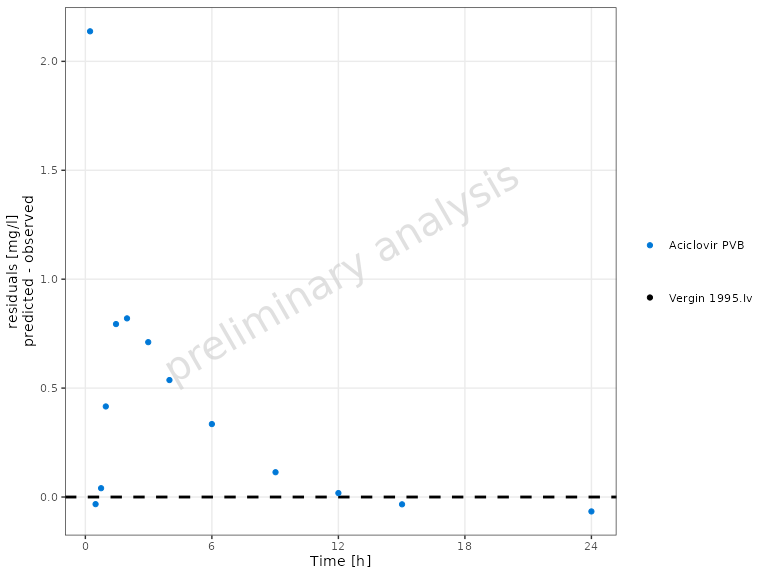 2.0
1.5
1.0
0.5
0.0
residuals [mg/l]
predicted - observed
preliminary analysis
0 6 12 18 24
Time [h]
Aciclovir PVB
Vergin 1995.Iv